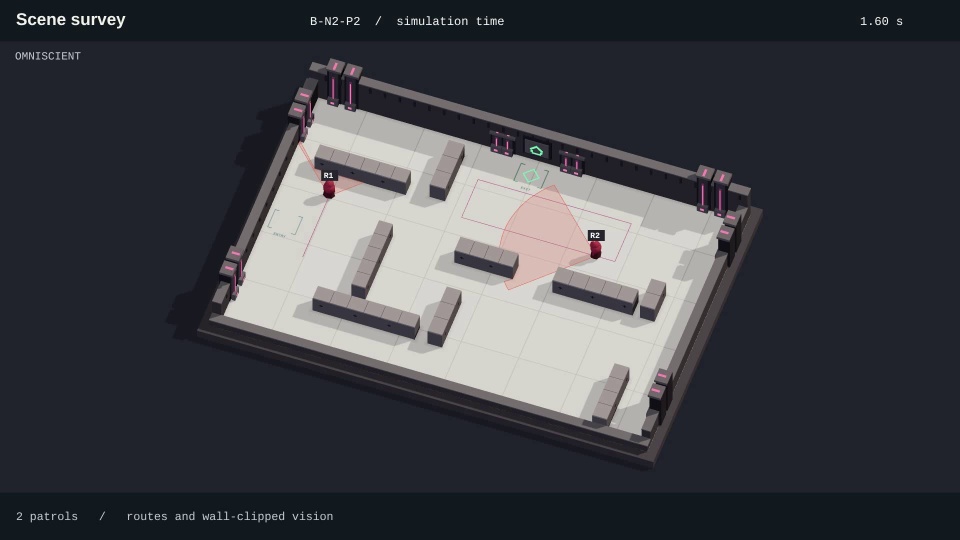 Scene survey
B-N2-P2 / simulation time
1.60 s
OMNISCIENT
R1
R2
2 patrols / routes and wall-clipped vision